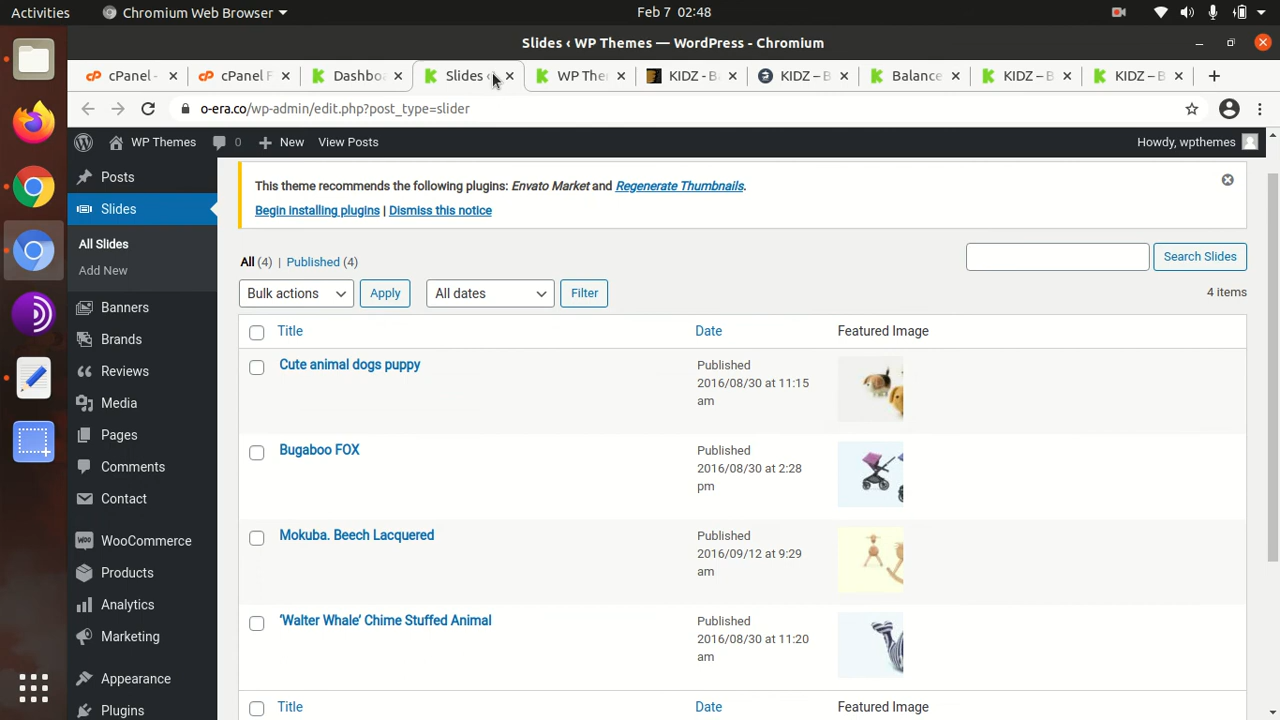 Activities
Chromium Web Browser
Feb 7 02:48
Slides ‹ WP Themes — WordPress - Chromium
cPanel -
cPanel F
Dashboa
Slides ‹
WP The
KIDZ - B
KIDZ – B
Balance
KIDZ – B
KIDZ – B
o-era.co/wp-admin/edit.php?post_type=slider
WP Themes
0
New
View Posts
Howdy, wpthemes
Posts
Slides
All Slides
Add New
Banners
Brands
Reviews
Media
Pages
Comments
Contact
WooCommerce
Products
Analytics
Marketing
Appearance
Plugins
This theme recommends the following plugins: Envato Market and Regenerate Thumbnails.
Begin installing plugins | Dismiss this notice
All (4) | Published (4)
Search Slides
Bulk actions
Apply
All dates
Filter
4 items
Title
Date
Featured Image
Cute animal dogs puppy
Published
2016/08/30 at 11:15
am
Bugaboo FOX
Published
2016/08/30 at 2:28
pm
Mokuba. Beech Lacquered
Published
2016/09/12 at 9:29
am
‘Walter Whale’ Chime Stuffed Animal
Published
2016/08/30 at 11:20
am
Title
Date
Featured Image